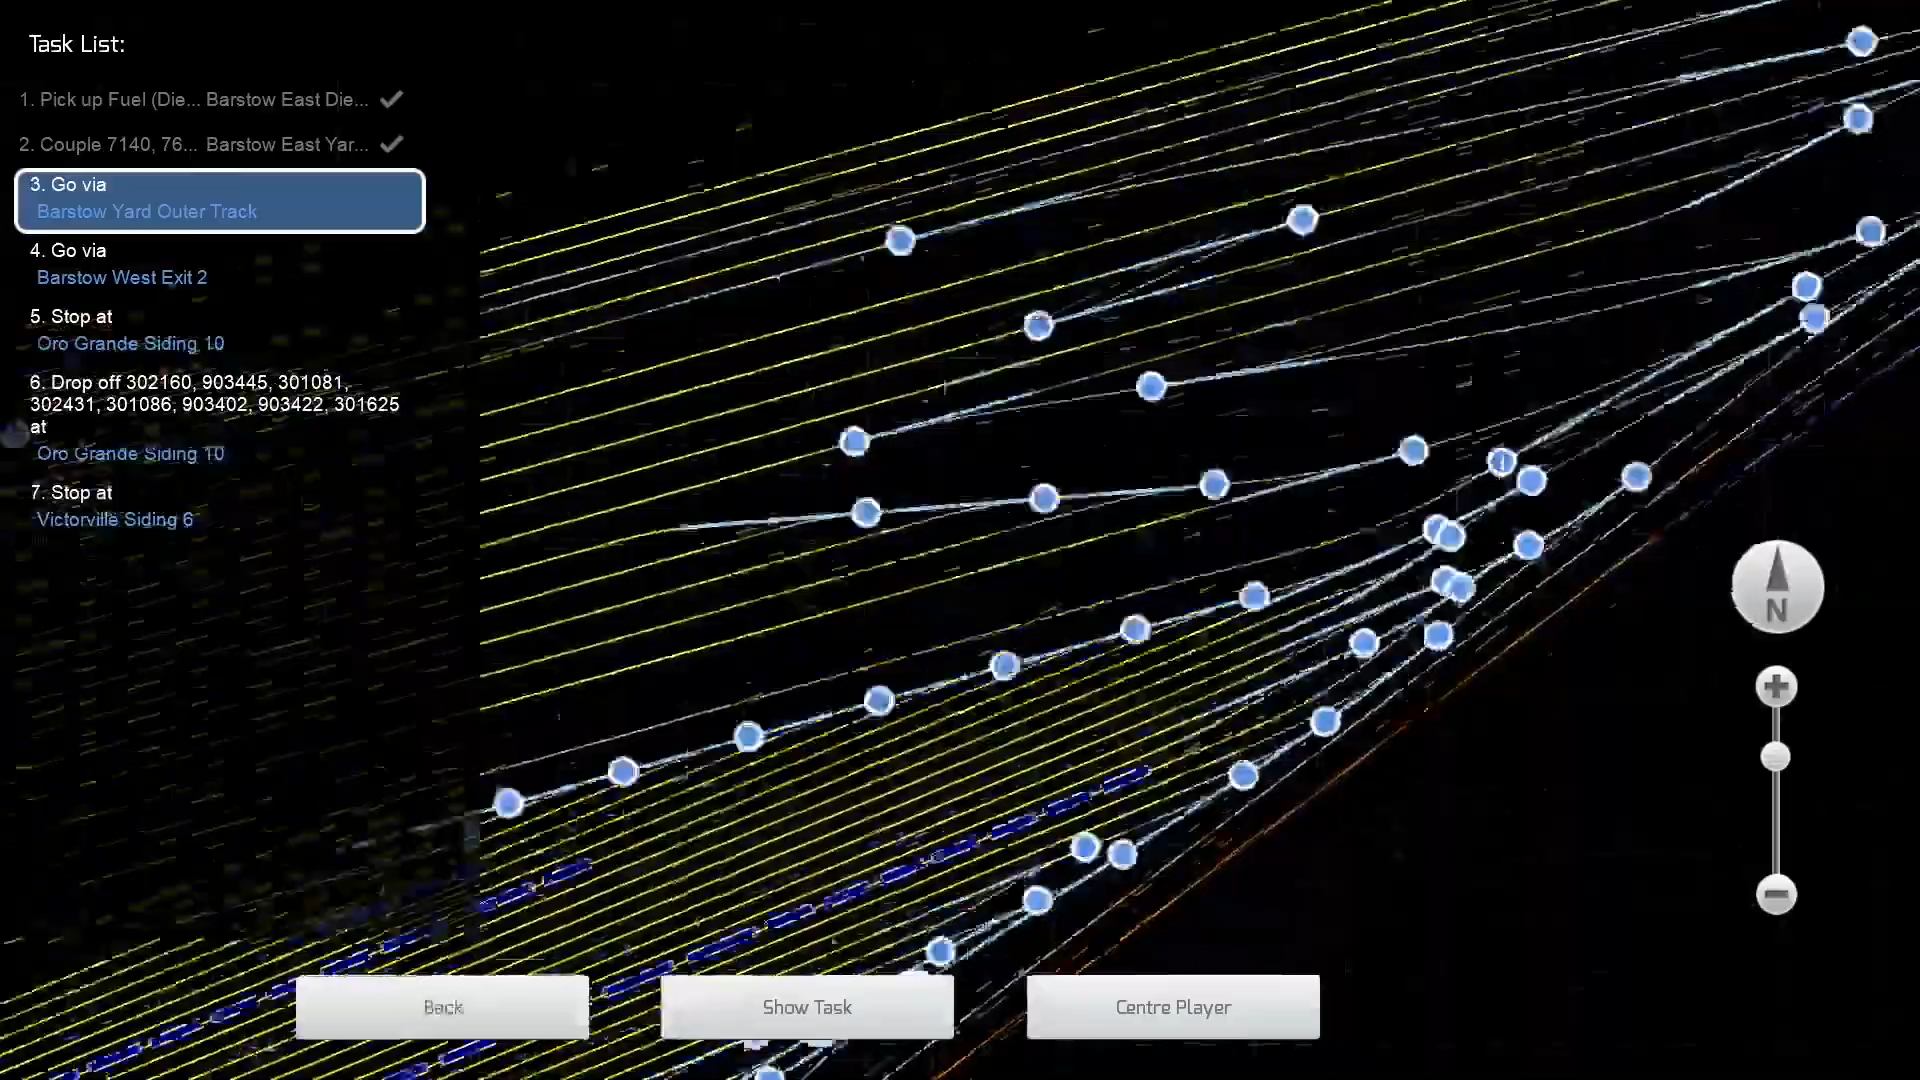 Task List:
1. Pick up Fuel (Die... Barstow East Die...
2. Couple 7140, 76... Barstow East Yar...
3. Go via
Barstow Yard Outer Track
4. Go via
Barstow West Exit 2
5. Stop at
Oro Grande Siding 10
6. Drop off 302160, 903445, 301081,
302431, 301086, 903402, 903422, 301625
at
Oro Grande Siding 10
7. Stop at
Victorville Siding 6
N
Back
Show Task
Centre Player